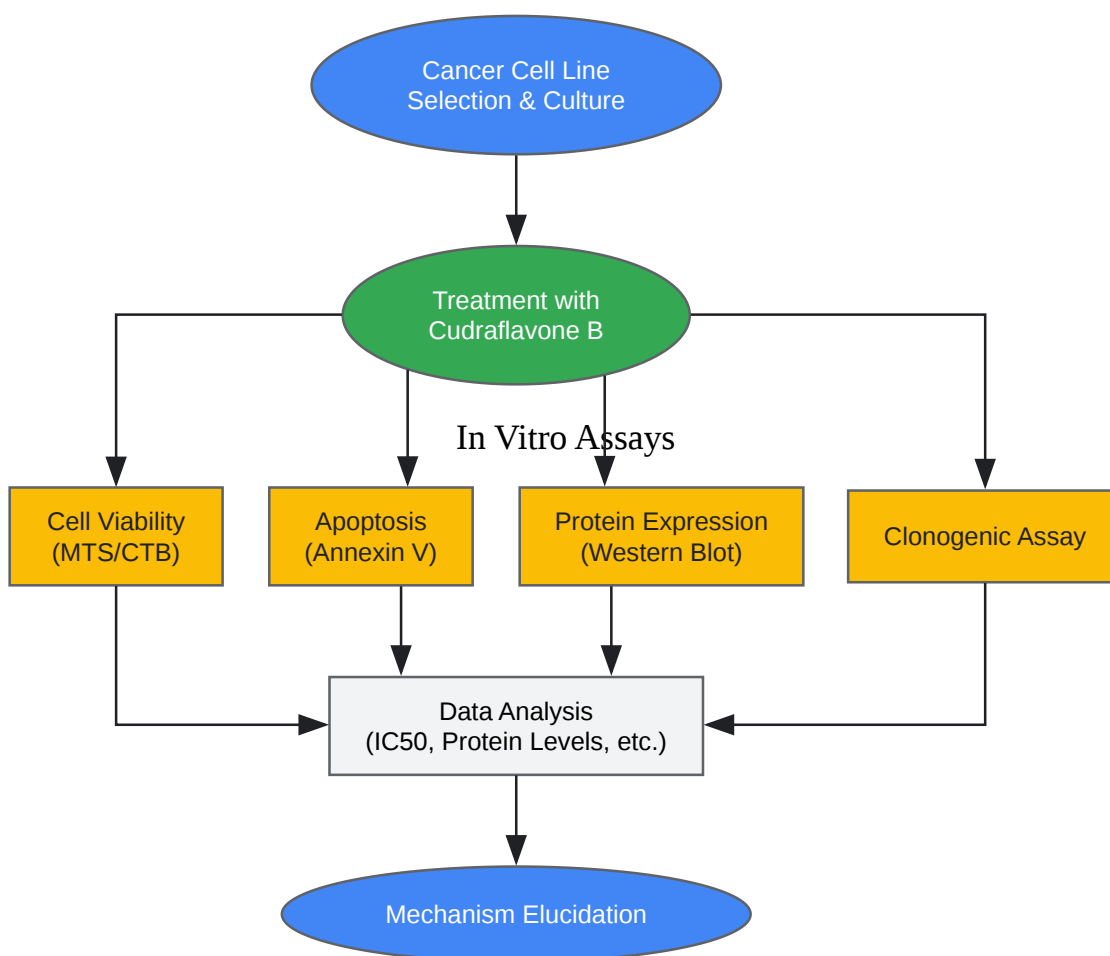 Cancer Cell Line
Selection & Culture
Treatment with
Cudraflavone B
In Vitro Assays
Cell Viability
(MTS/CTB)
Apoptosis
(Annexin V)
Protein Expression
(Western Blot)
Clonogenic Assay
Data Analysis
(IC50, Protein Levels, etc.)
Mechanism Elucidation